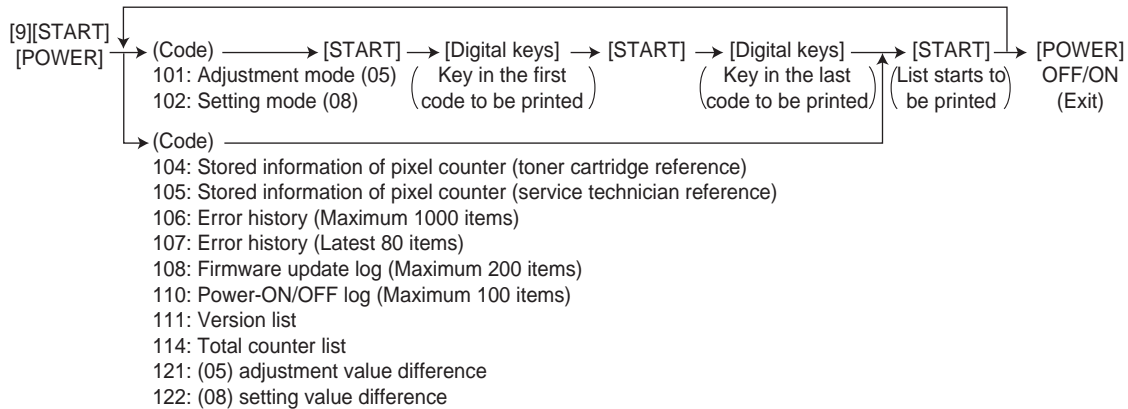 [9][START]
[POWER]
(Code)
101: Adjustment mode (05)
102: Setting mode (08)
[START]
[Digital keys]
Key in the first
code to be printed
[START]
[Digital keys]
Key in the last
code to be printed
[START]
List starts to
be printed
[POWER]
OFF/ON
(Exit)
(Code)
104: Stored information of pixel counter (toner cartridge reference)
105: Stored information of pixel counter (service technician reference)
106: Error history (Maximum 1000 items)
107: Error history (Latest 80 items)
108: Firmware update log (Maximum 200 items)
110: Power-ON/OFF log (Maximum 100 items)
111: Version list
114: Total counter list
121: (05) adjustment value difference
122: (08) setting value difference